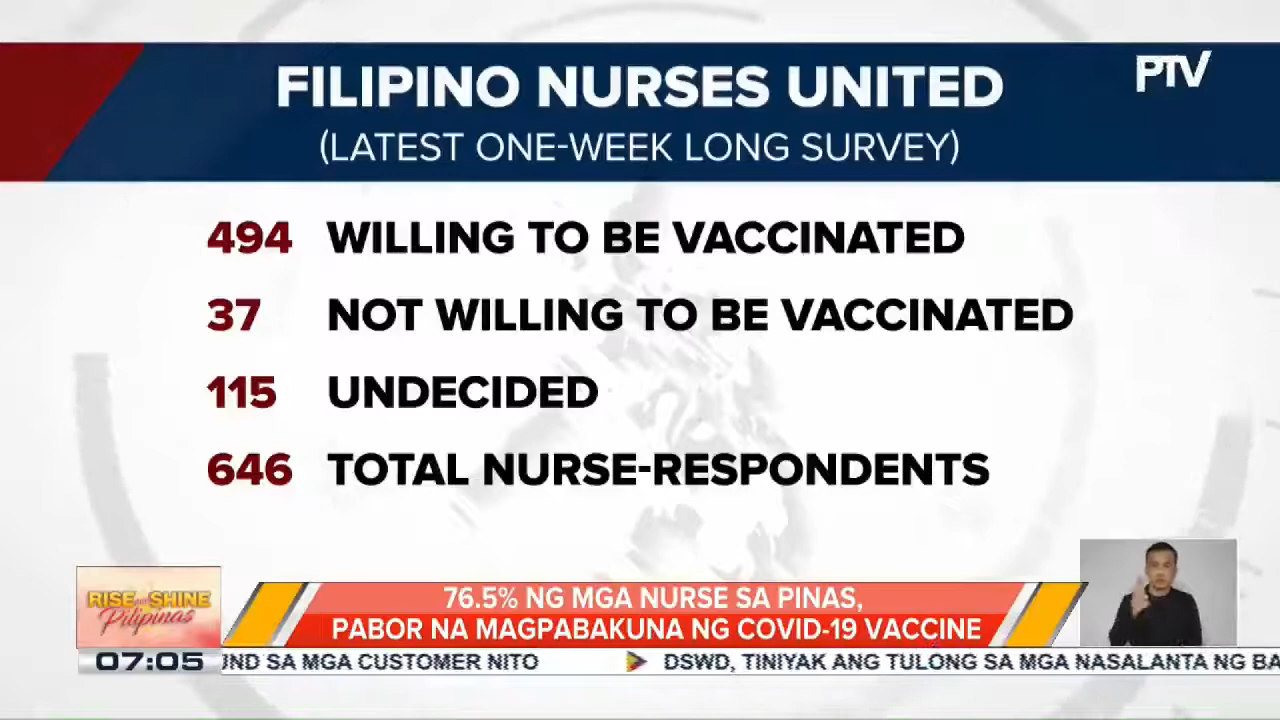 FILIPINO NURSES UNITED
PTV
(LATEST ONE-WEEK LONG SURVEY)
494 WILLING TO BE VACCINATED
37 NOT WILLING TO BE VACCINATED
115 UNDECIDED
646 TOTAL NURSE-RESPONDENTS
RISE and SHINE
Pilipinas
76.5% NG MGA NURSE SA PINAS,
PABOR NA MAGPABAKUNA NG COVID-19 VACCINE
07:05
SA MGA CUSTOMER NITO DSWD, TINIYAK ANG TULONG SA MGA NASALANTA NG